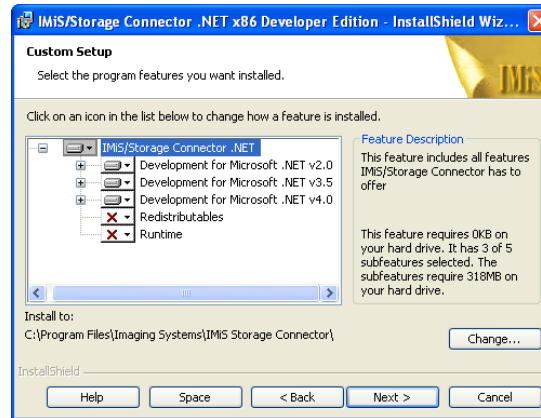 IMiS/Storage Connector .NET x86 Developer Edition - InstallShield Wiz...
Custom Setup
Select the program features you want installed.
IMiS
Click on an icon in the list below to change how a feature is installed.
IMiS/Storage Connector .NET
Development for Microsoft .NET v2.0
Development for Microsoft .NET v3.5
Development for Microsoft .NET v4.0
Redistributables
Runtime
Feature Description
This feature includes all features
IMiS/Storage Connector has to
offer
This feature requires 0KB on
your hard drive. It has 3 of 5
subfeatures selected. The
subfeatures require 318MB on
your hard drive.
Install to:
C:\Program Files\Imaging Systems\IMiS Storage Connector\
Change...
InstallShield
Help
Space
< Back
Next >
Cancel